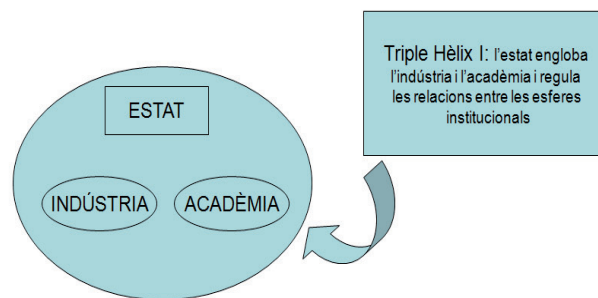 Triple Hèlix I: l'estat engloba
l'indústria i l'acadèmia i regula
les relacions entre les esferes
institucionals
ESTAT
INDÚSTRIA
ACADÈMIA